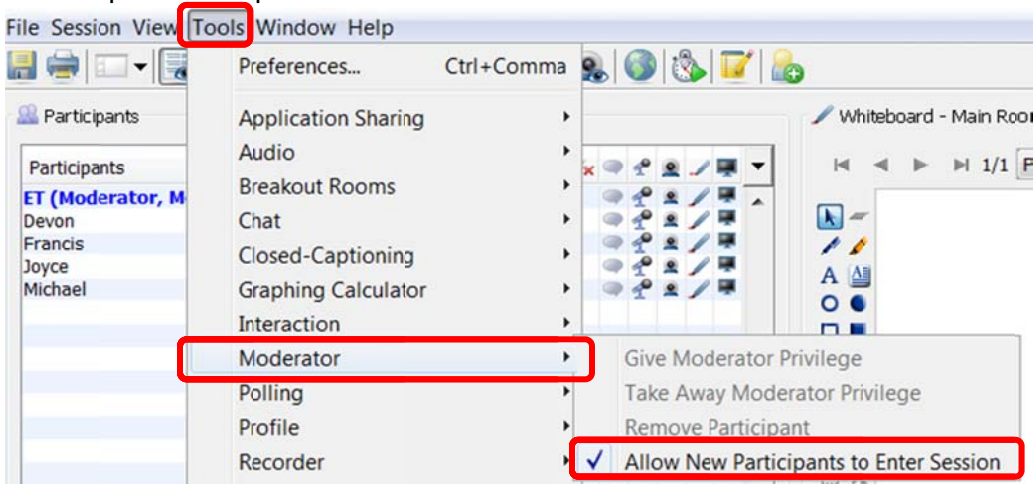 File Session View Tools Window Help
Preferences... Ctrl+Comma
Participants
Whiteboard - Main Roo
Application Sharing
Audio
Participants
1/1
Breakout Rooms
ET (Moderator, M
Devon
Chat
Francis
Closed-Captioning
Joyce
A A
Michael
Graphing Calculator
Interaction
Moderator
Give Moderator Privilege
Polling
Take Away Moderator Privilege
Profile
Remove Participant
Recorder
Allow New Participants to Enter Session